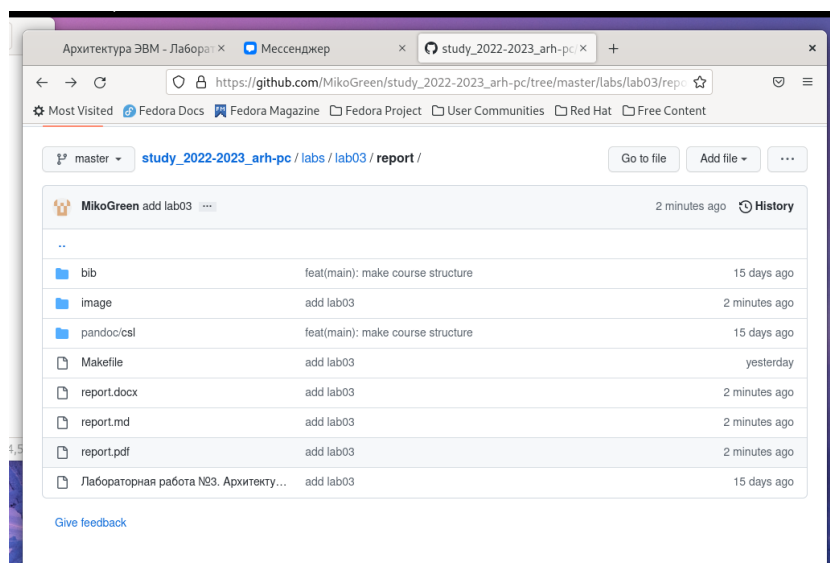 Архитектура ЭВМ - Лаборат
Мессенджер
study_2022-2023_arh-pc/
https://github.com/MikoGreen/study_2022-2023_arh-pc/tree/master/labs/lab03/repo
Most Visited Fedora Docs Fedora Magazine Fedora Project User Communities Red Hat Free Content
master study_2022-2023_arh-pc / labs / lab03 / report / Go to file Add file ...
MikoGreen add lab03 ... 2 minutes ago History
..
bib feat(main): make course structure 15 days ago
image add lab03 2 minutes ago
pandoc/csl feat(main): make course structure 15 days ago
Makefile add lab03 yesterday
report.docx add lab03 2 minutes ago
report.md add lab03 2 minutes ago
4,5
report.pdf add lab03 2 minutes ago
Лабораторная работа №3. Архитекту... add lab03 15 days ago
Give feedback